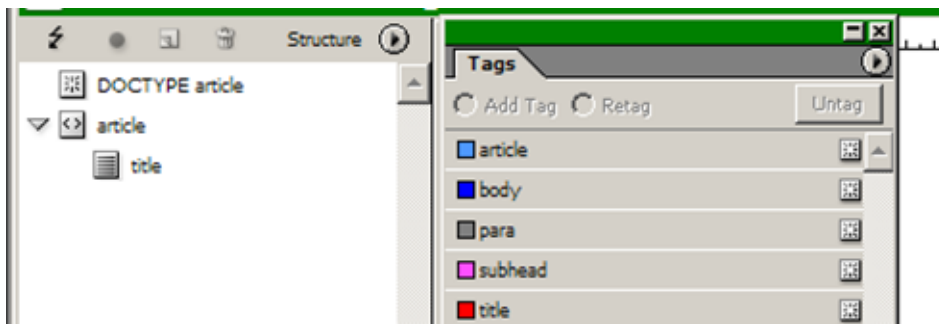 Structure
DOCTYPE article
article
title
Tags
Add Tag Retag Untag
article
body
para
subhead
title